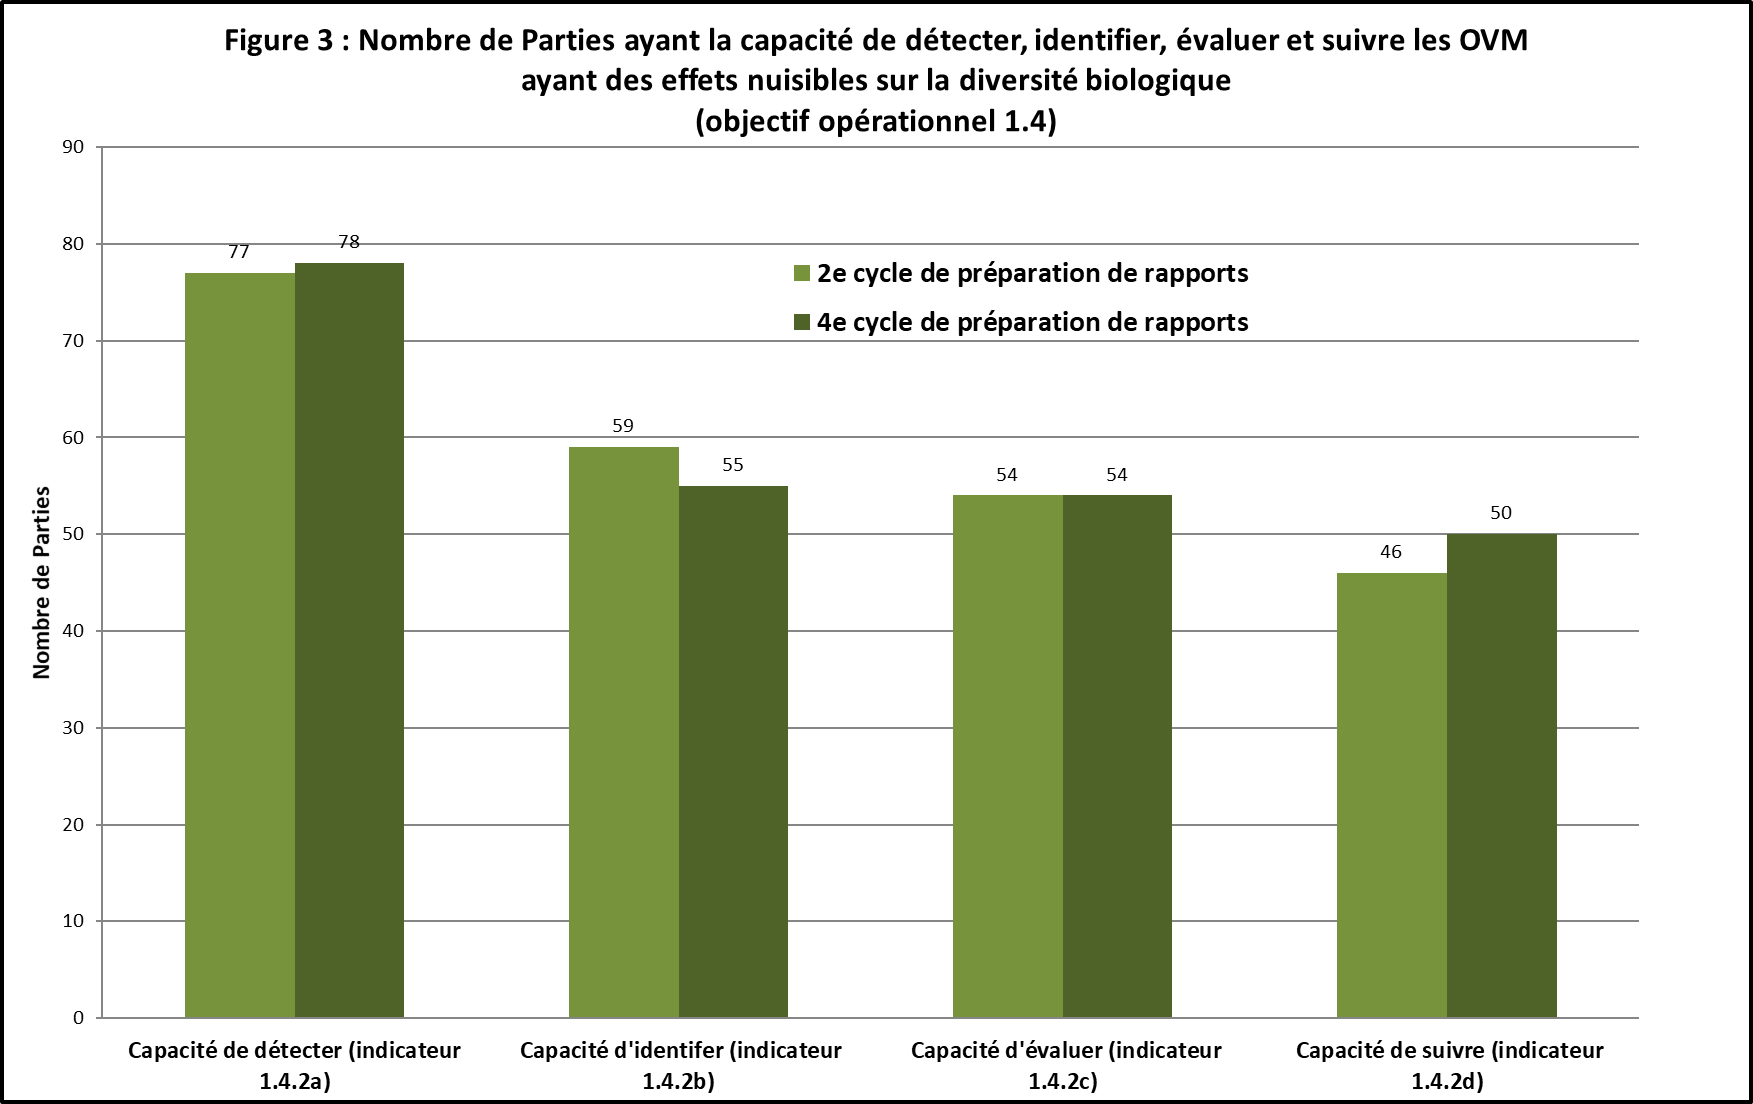 Figure 3 : Nombre de Parties ayant la capacité de détecter, identifier, évaluer et suivre les OVM
ayant des effets nuisibles sur la diversité biologique
(objectif opérationnel 1.4)
90
80
70
60
50
40
30
20
10
0
Nombre de Parties
77
78
59
55
54
54
46
50
2e cycle de préparation de rapports
4e cycle de préparation de rapports
Capacité de détecter (indicateur
1.4.2a)
Capacité d'identifer (indicateur
1.4.2b)
Capacité d'évaluer (indicateur
1.4.2c)
Capacité de suivre (indicateur
1.4.2d)